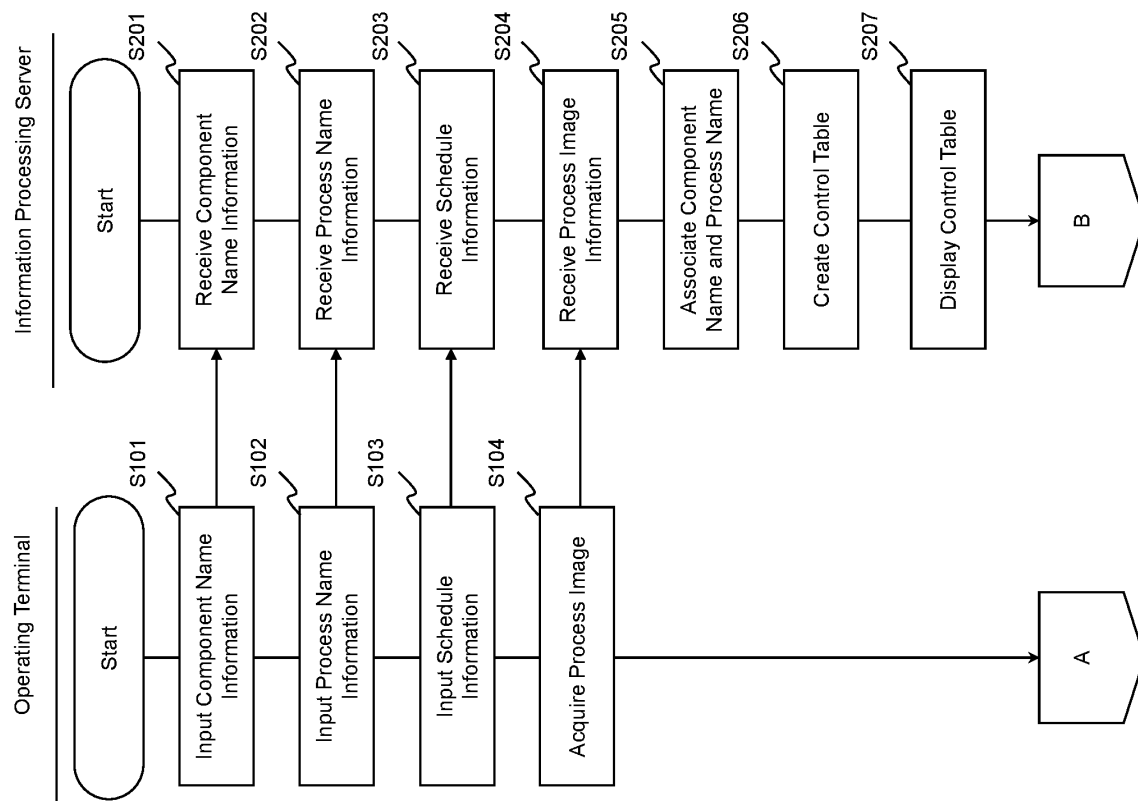 Operating Terminal
Start
S101
Input Component Name
Information
S102
Input Process Name
Information
S103
Input Schedule
Information
S104
Acquire Process Image
A
Information Processing Server
Start
S201
Receive Component
Name Information
S202
Receive Process Name
Information
S203
Receive Schedule
Information
S204
Receive Process Image
Information
S205
Associate Component
Name and Process Name
S206
Create Control Table
S207
Display Control Table
B